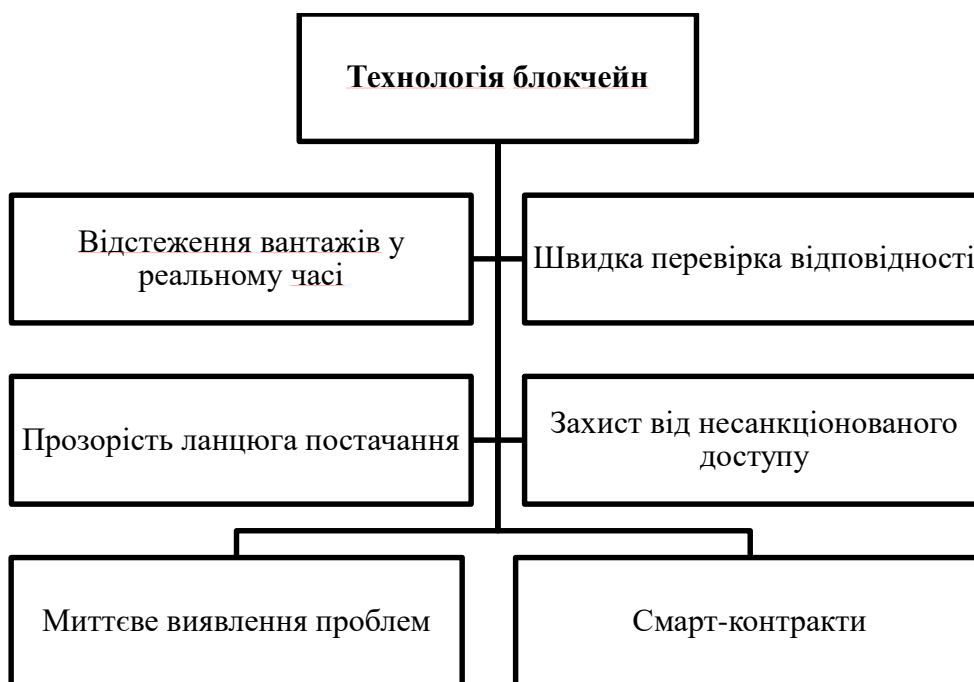 Технологія блокчейн
Відстеження вантажів у
реальному часі
Швидка перевірка відповідності
Прозорість ланцюга постачання
Захист від несанкціонованого
доступу
Миттєве виявлення проблем
Смарт-контракти